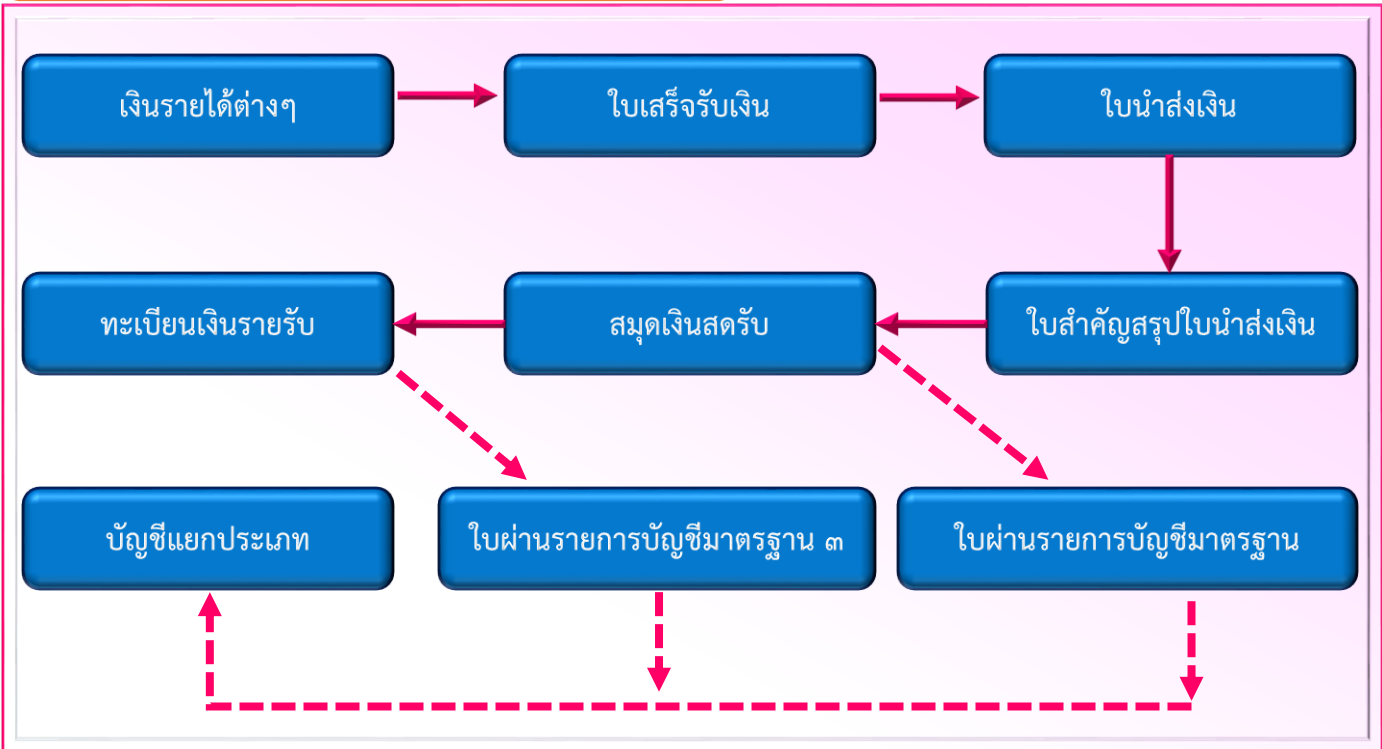 เงินรายได้ต่างๆ
ใบเสร็จรับเงิน
ใบนำส่งเงิน
ทะเบียนเงินรายรับ
สมุดเงินสดรับ
ใบสำคัญสรุปใบนำส่งเงิน
บัญชีแยกประเภท
ใบผ่านรายการบัญชีมาตรฐาน ๓
ใบผ่านรายการบัญชีมาตรฐาน